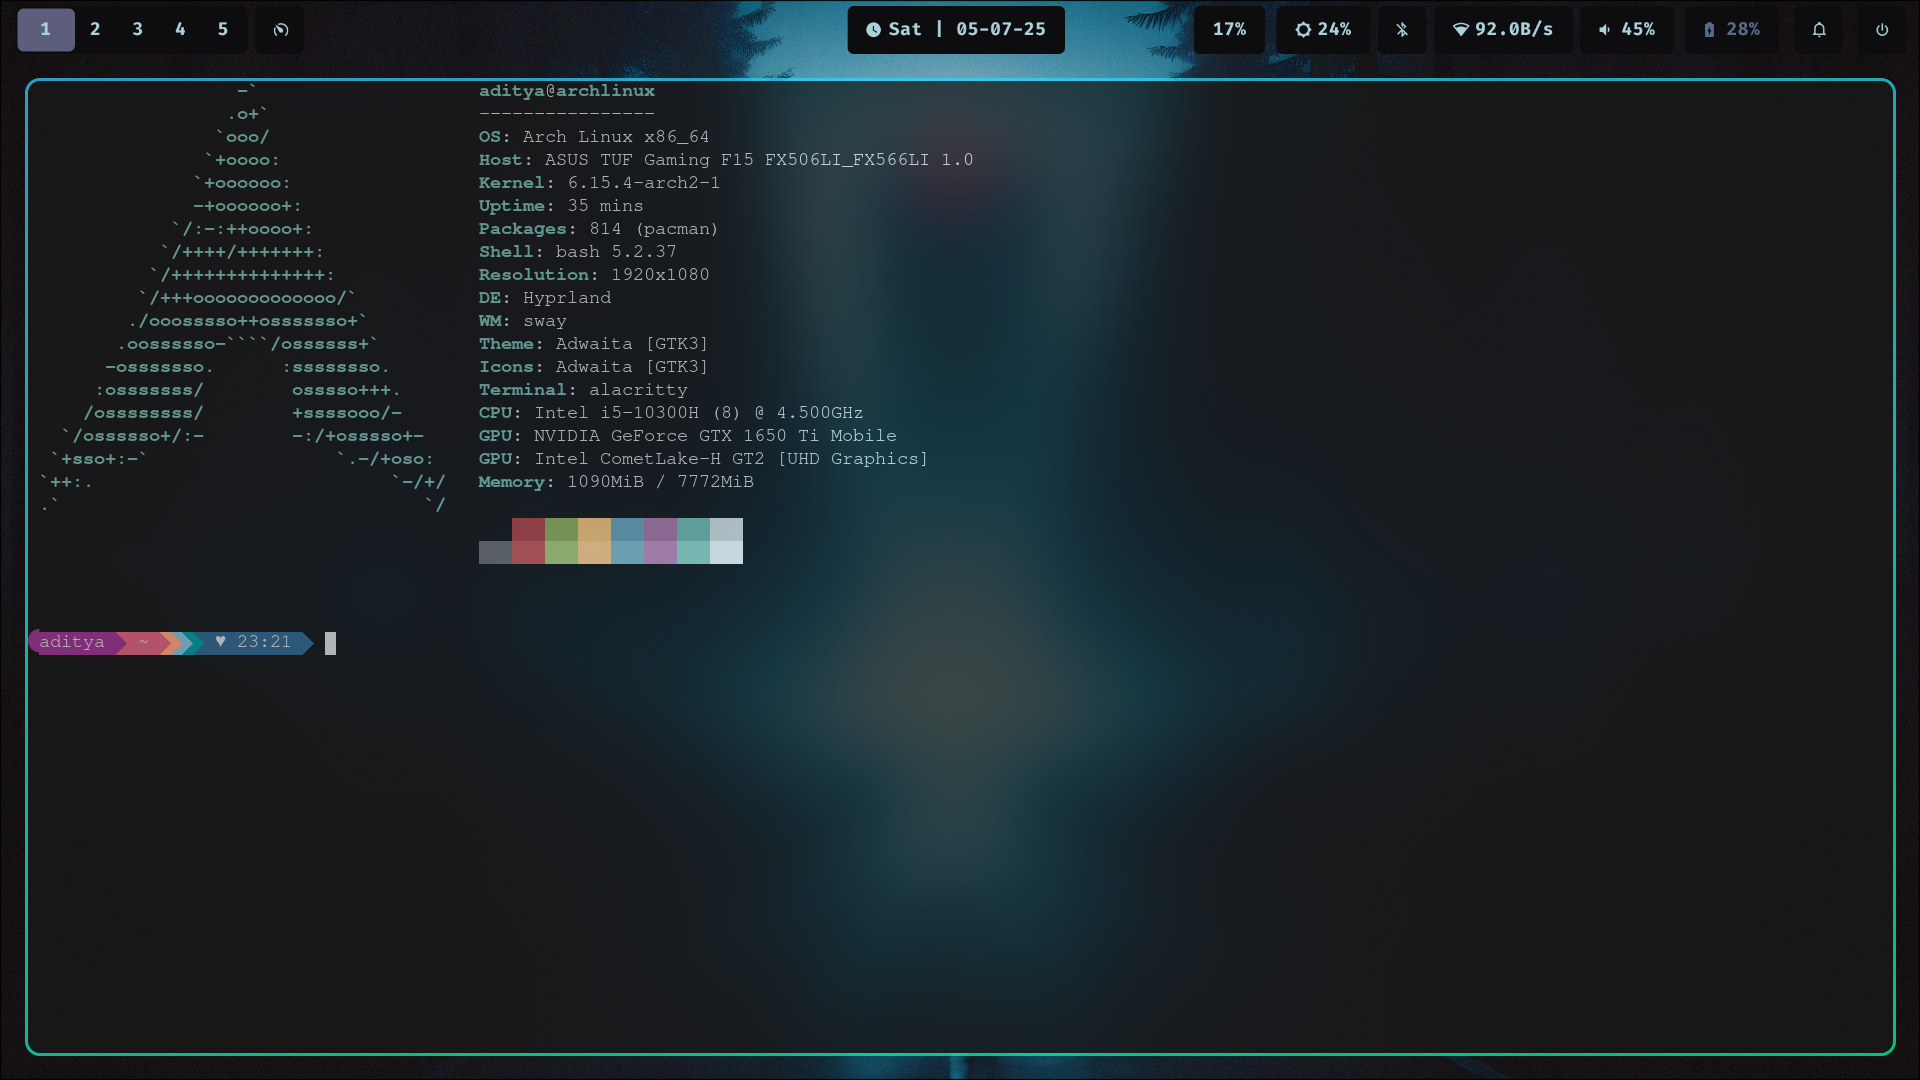 1 2 3 4 5 Sat | 05-07-25 17% 24% 92.0B/s 45% 28%
                  -`
                 .o+`
                `ooo/
               `+oooo:
              `+oooooo:
              -+oooooo+:
            `/:-:++oooo+:
           `/++++/+++++++:
          `/++++++++++++++:
         `/+++ooooooooooooo/`
        ./ooosssso++osssssso+`
       .oossssso-````/ossssss+`
      -osssssso.      :ssssssso.
     :osssssss/        osssso+++.
    /ossssssss/        +ssssooo/-
  `/ossssso+/:-        -:/+osssso+-
 `+sso+:-`                 `.-/+oso:
`++:.                           `-/+/
.`                                 `/
aditya@archlinux
----------------
OS: Arch Linux x86_64
Host: ASUS TUF Gaming F15 FX506LI_FX566LI 1.0
Kernel: 6.15.4-arch2-1
Uptime: 35 mins
Packages: 814 (pacman)
Shell: bash 5.2.37
Resolution: 1920x1080
DE: Hyprland
WM: sway
Theme: Adwaita [GTK3]
Icons: Adwaita [GTK3]
Terminal: alacritty
CPU: Intel i5-10300H (8) @ 4.500GHz
GPU: NVIDIA GeForce GTX 1650 Ti Mobile
GPU: Intel CometLake-H GT2 [UHD Graphics]
Memory: 1090MiB / 7772MiB
aditya ~ ♥ 23:21